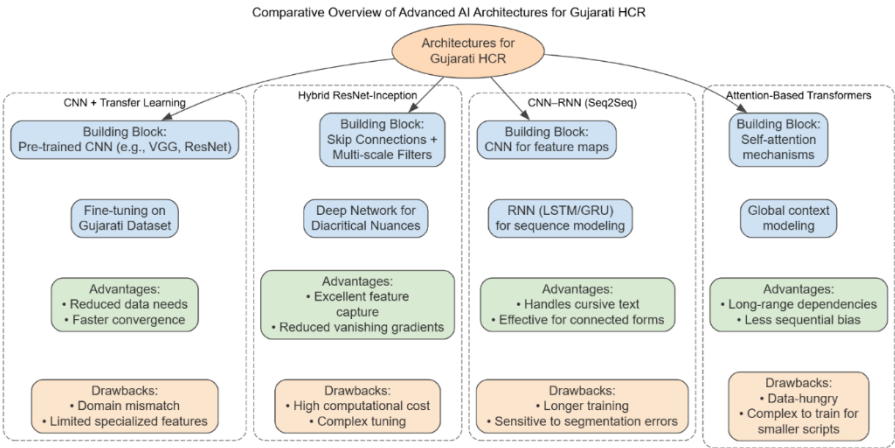 Comparative Overview of Advanced AI Architectures for Gujarati HCR
Architectures for
Gujarati HCR
CNN + Transfer Learning
Building Block:
Pre-trained CNN (e.g., VGG, ResNet)
Fine-tuning on
Gujarati Dataset
Advantages:
• Reduced data needs
• Faster convergence
Drawbacks:
• Domain mismatch
• Limited specialized features
Hybrid ResNet-Inception
Building Block:
Skip Connections +
Multi-scale Filters
Deep Network for
Diacritical Nuances
Advantages:
• Excellent feature
capture
• Reduced vanishing gradients
Drawbacks:
• High computational cost
• Complex tuning
CNN–RNN (Seq2Seq)
Building Block:
CNN for feature maps
RNN (LSTM/GRU)
for sequence modeling
Advantages:
• Handles cursive text
• Effective for connected forms
Drawbacks:
• Longer training
• Sensitive to segmentation errors
Attention-Based Transformers
Building Block:
Self-attention
mechanisms
Global context
modeling
Advantages:
• Long-range dependencies
• Less sequential bias
Drawbacks:
• Data-hungry
• Complex to train for
smaller scripts